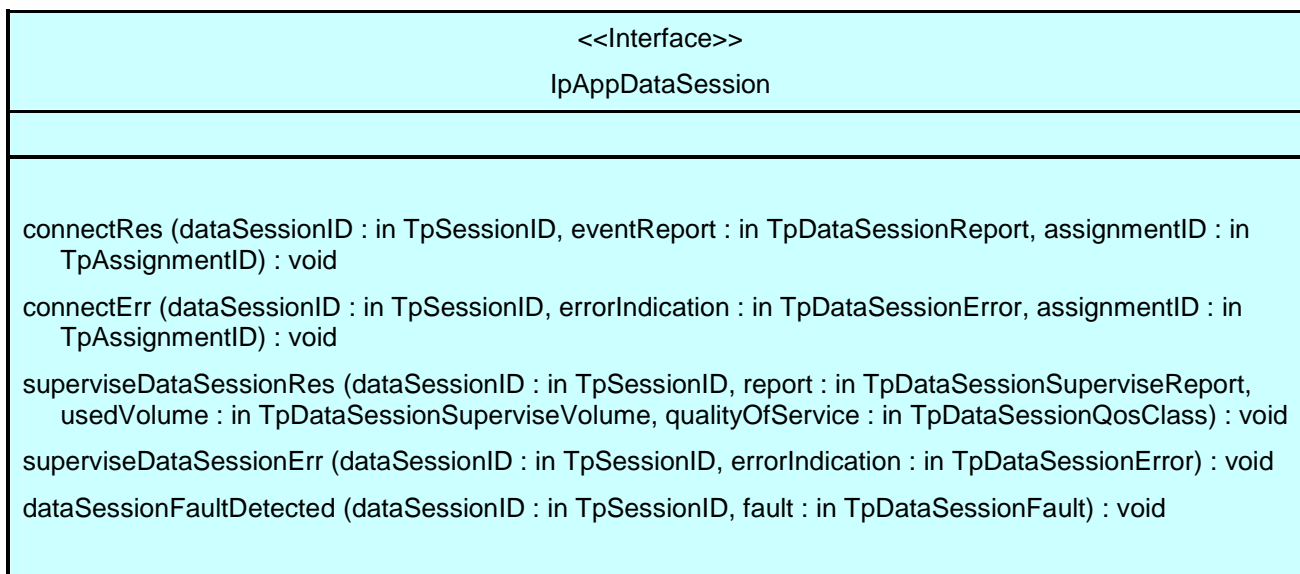 <<Interface>>
IpAppDataSession
connectRes (dataSessionID : in TpSessionID, eventReport : in TpDataSessionReport, assignmentID : in
TpAssignmentID) : void
connectErr (dataSessionID : in TpSessionID, errorIndication : in TpDataSessionError, assignmentID : in
TpAssignmentID) : void
superviseDataSessionRes (dataSessionID : in TpSessionID, report : in TpDataSessionSuperviseReport,
usedVolume : in TpDataSessionSuperviseVolume, qualityOfService : in TpDataSessionQosClass) : void
superviseDataSessionErr (dataSessionID : in TpSessionID, errorIndication : in TpDataSessionError) : void
dataSessionFaultDetected (dataSessionID : in TpSessionID, fault : in TpDataSessionFault) : void